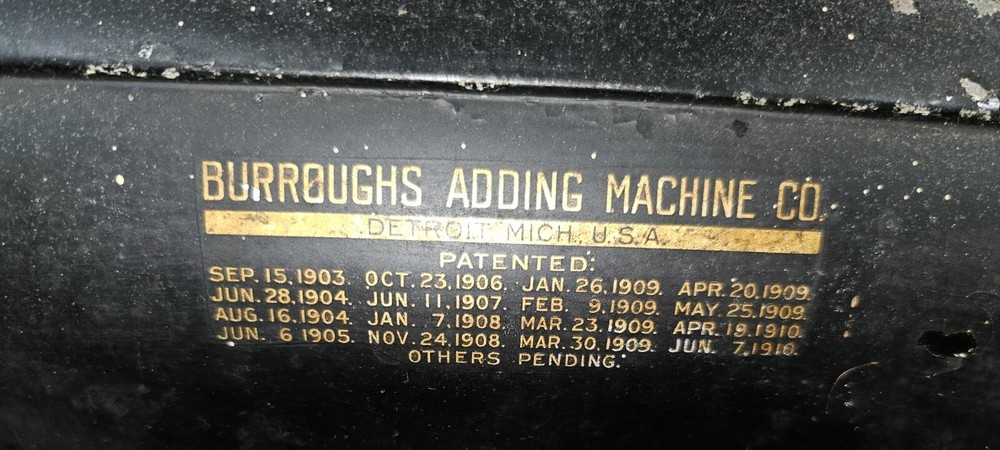 BURROUGHS ADDING MACHINE CO.
DETROIT, MICH. U.S.A.
PATENTED:
SEP. 15, 1903. OCT. 23, 1906. JAN. 26, 1909. APR. 20, 1909.
JUN. 28, 1904. JUN. 11, 1907. FEB. 9, 1909. MAY. 25, 1909.
AUG. 16, 1904. JAN. 7, 1908. MAR. 23, 1909. APR. 19, 1910.
JUN. 6 1905. NOV. 24, 1908. MAR. 30, 1909. JUN. 7, 1910.
OTHERS PENDING.